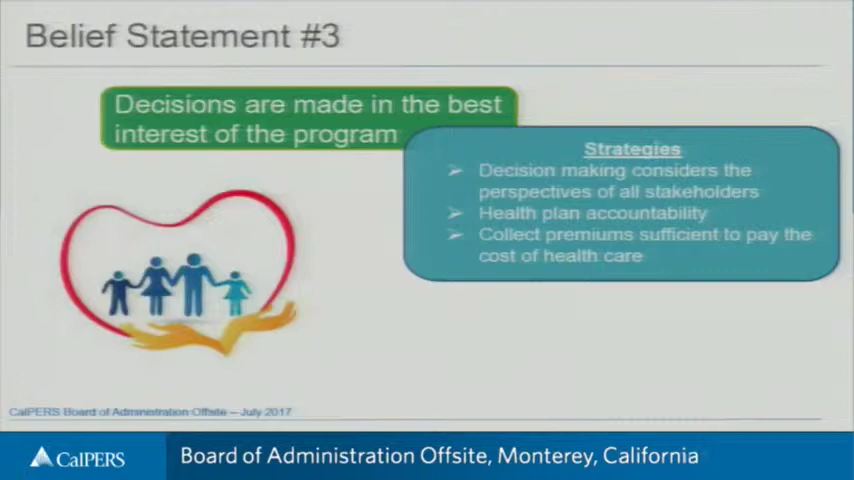 Belief Statement #3
Decisions are made in the best
interest of the program
Strategies
➢ Decision making considers the
perspectives of all stakeholders
➢ Health plan accountability
➢ Collect premiums sufficient to pay the
cost of health care
CalPERS Board of Administration Offsite – July 2017
CalPERS
Board of Administration Offsite, Monterey, California